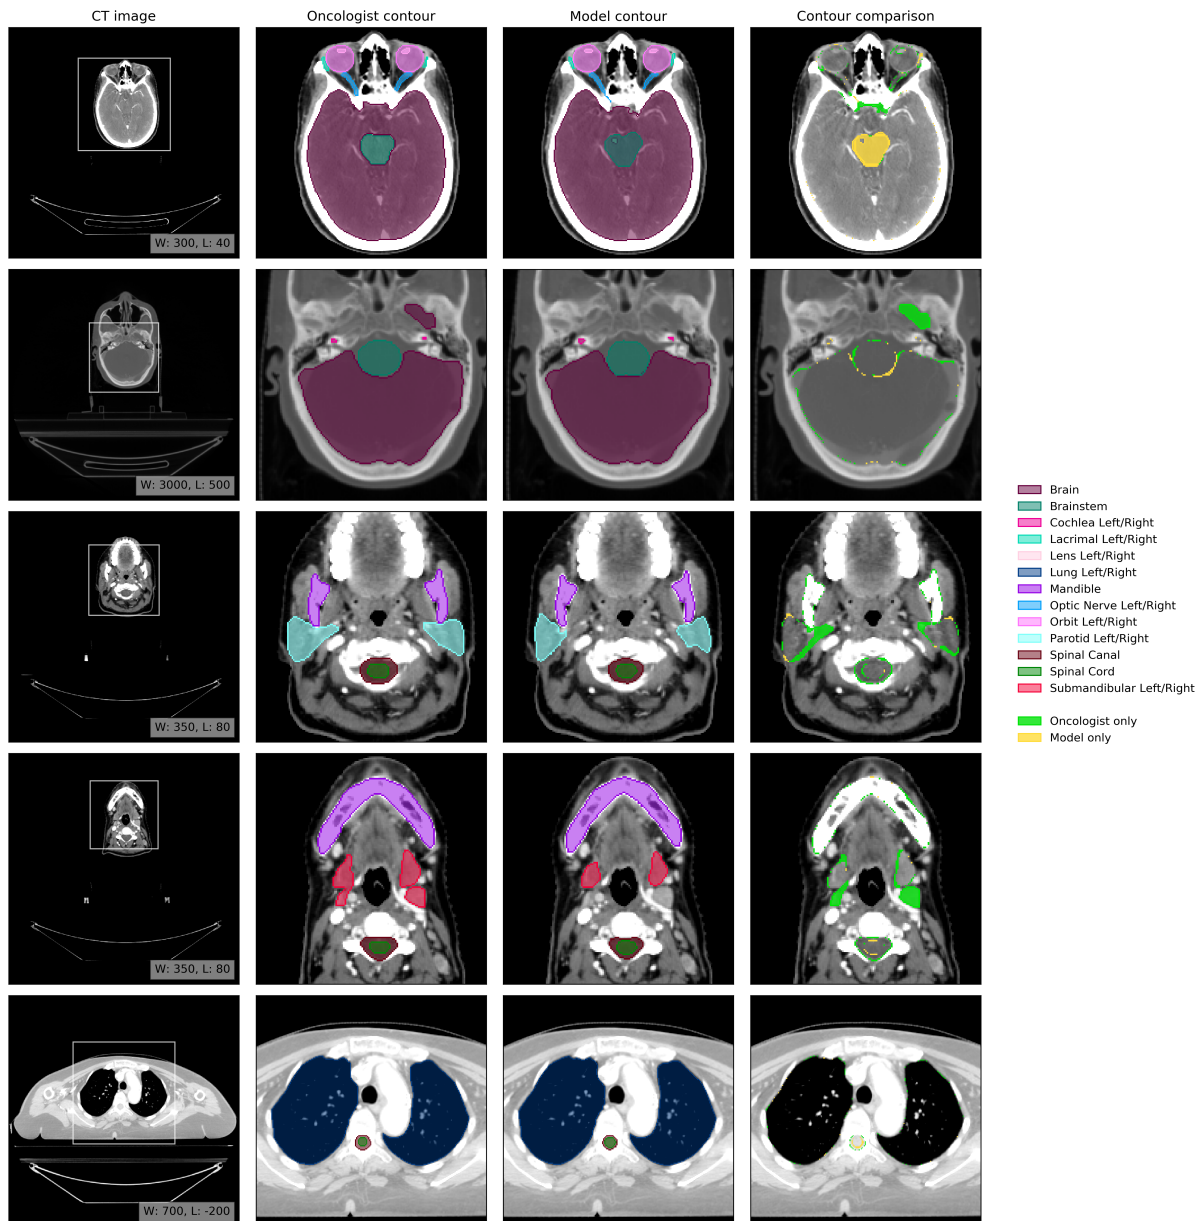 CT image
Oncologist contour
Model contour
Contour comparison
W: 300, L: 40
W: 3000, L: 500
W: 350, L: 80
W: 350, L: 80
W: 700, L: -200
Brain
Brainstem
Cochlea Left/Right
Lacrimal Left/Right
Lens Left/Right
Lung Left/Right
Mandible
Optic Nerve Left/Right
Orbit Left/Right
Parotid Left/Right
Spinal Canal
Spinal Cord
Submandibular Left/Right
Oncologist only
Model only